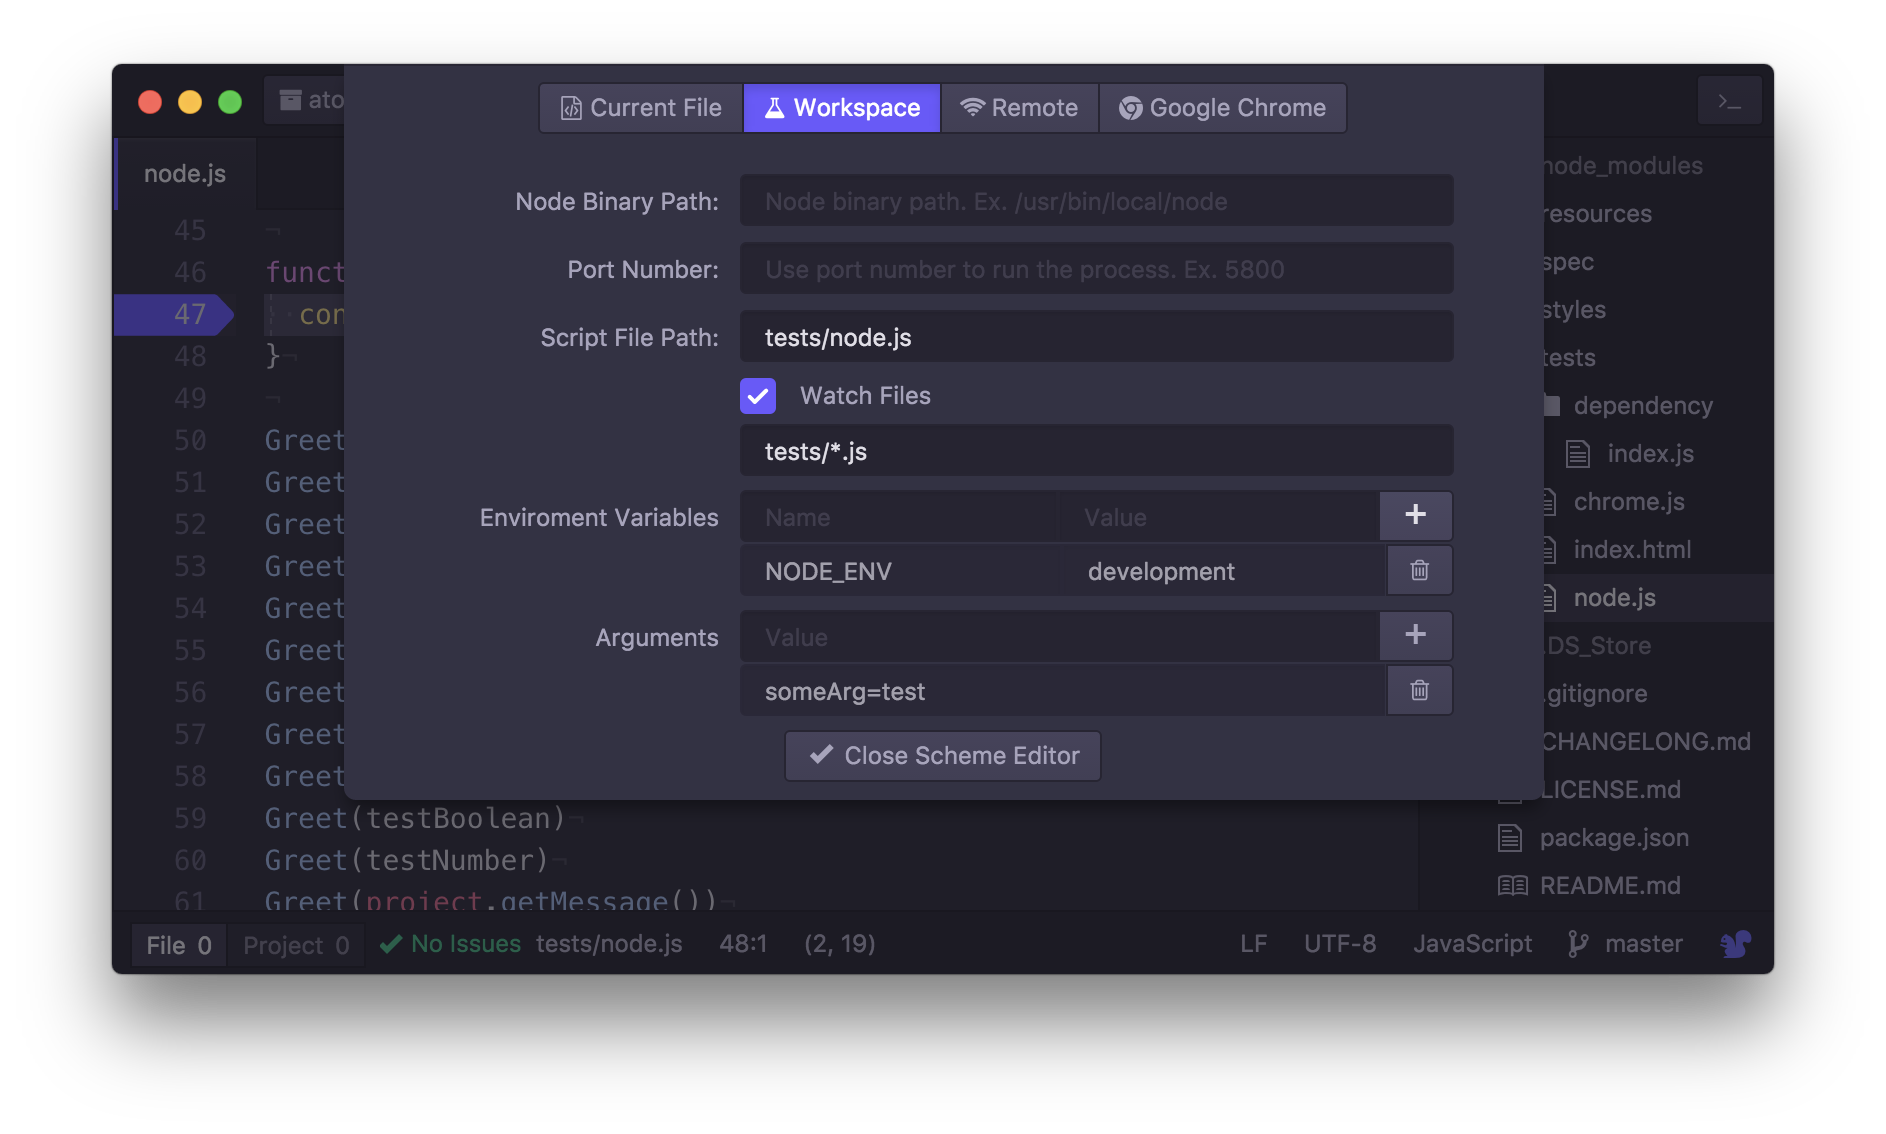 ato
Current File
Workspace
Remote
Google Chrome
node.js
Node Binary Path:
Node binary path. Ex. /usr/bin/local/node
Port Number:
Use port number to run the process. Ex. 5800
Script File Path:
tests/node.js
Watch Files
tests/*.js
Enviroment Variables
Name
Value
NODE_ENV
development
Arguments
Value
someArg=test
Close Scheme Editor
45 ¬
46 funct
47 con
48 }¬
49 ¬
50 Greet
51 Greet
52 Greet
53 Greet
54 Greet
55 Greet
56 Greet
57 Greet
58 Greet
59 Greet(testBoolean)¬
60 Greet(testNumber)¬
61 Greet(project.getMessage())¬
node_modules
resources
spec
styles
tests
dependency
index.js
chrome.js
index.html
node.js
.DS_Store
.gitignore
CHANGELONG.md
LICENSE.md
package.json
README.md
File 0
Project 0
No Issues
tests/node.js
48:1
(2, 19)
LF
UTF-8
JavaScript
master